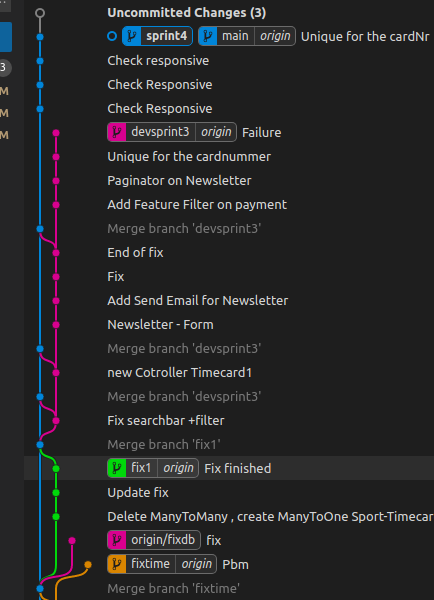 Uncommitted Changes (3)
sprint4 main origin Unique for the cardNr
Check responsive
3
Check Responsive
M
Check Responsive
M
devsprint3 origin Failure
M
Unique for the cardnummer
Paginator on Newsletter
Add Feature Filter on payment
Merge branch 'devsprint3'
End of fix
Fix
Add Send Email for Newsletter
Newsletter - Form
Merge branch 'devsprint3'
new Cotroller Timecard1
Merge branch 'devsprint3'
Fix searchbar +filter
Merge branch 'fix1'
fix1 origin Fix finished
Update fix
Delete ManyToMany , create ManyToOne Sport-Timecar
origin/fixdb fix
fixtime origin Pbm
Merge branch 'fixtime'